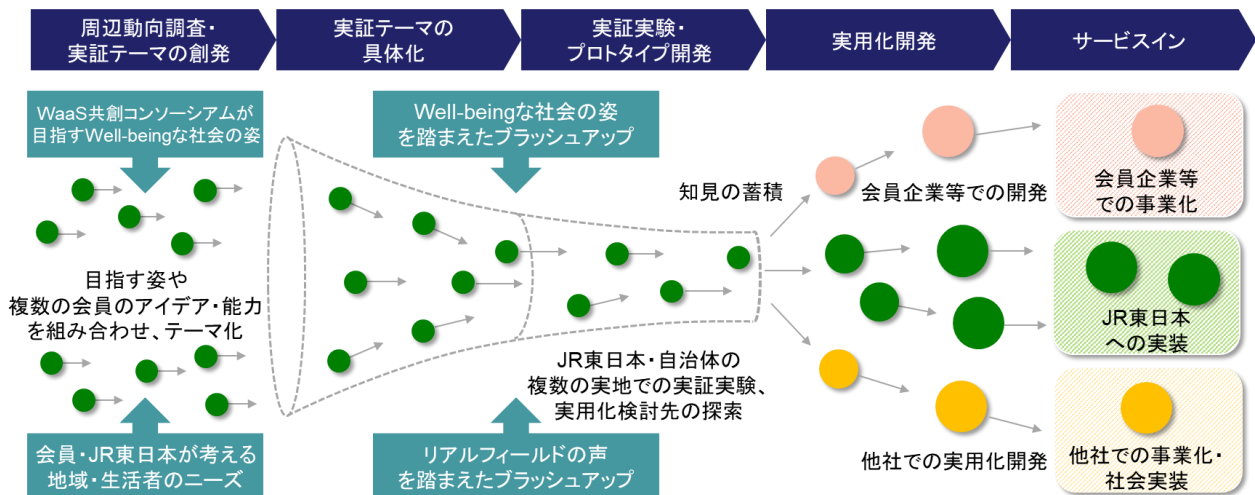 周辺動向調査・
実証テーマの創発
実証テーマの
具体化
実証実験・
プロトタイプ開発
実用化開発
サービスイン
WaaS共創コンソーシアムが
目指すWell-beingな社会の姿
Well-beingな社会の姿
を踏まえたブラッシュアップ
知見の蓄積
会員企業等での開発
会員企業等
での事業化
目指す姿や
複数の会員のアイデア・能力
を組み合わせ、テーマ化
JR東日本
への実装
JR東日本・自治体の
複数の実地での実証実験、
実用化検討先の探索
会員・JR東日本が考える
地域・生活者のニーズ
リアルフィールドの声
を踏まえたブラッシュアップ
他社での実用化開発
他社での事業化・
社会実装